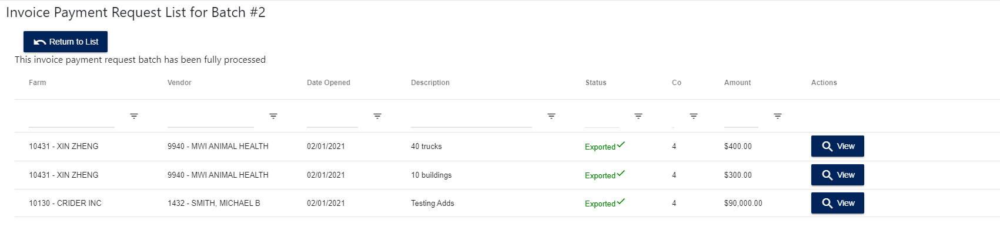 Invoice Payment Request List for Batch #2
Return to List
This invoice payment request batch has been fully processed
Farm Vendor Date Opened Description Status Co Amount Actions
10431 - XIN ZHENG 9940 - MWI ANIMAL HEALTH 02/01/2021 40 trucks Exported 4 $400.00 View
10431 - XIN ZHENG 9940 - MWI ANIMAL HEALTH 02/01/2021 10 buildings Exported 4 $300.00 View
10130 - CRIDER INC 1432 - SMITH, MICHAEL B 02/01/2021 Testing Adds Exported 4 $90,000.00 View